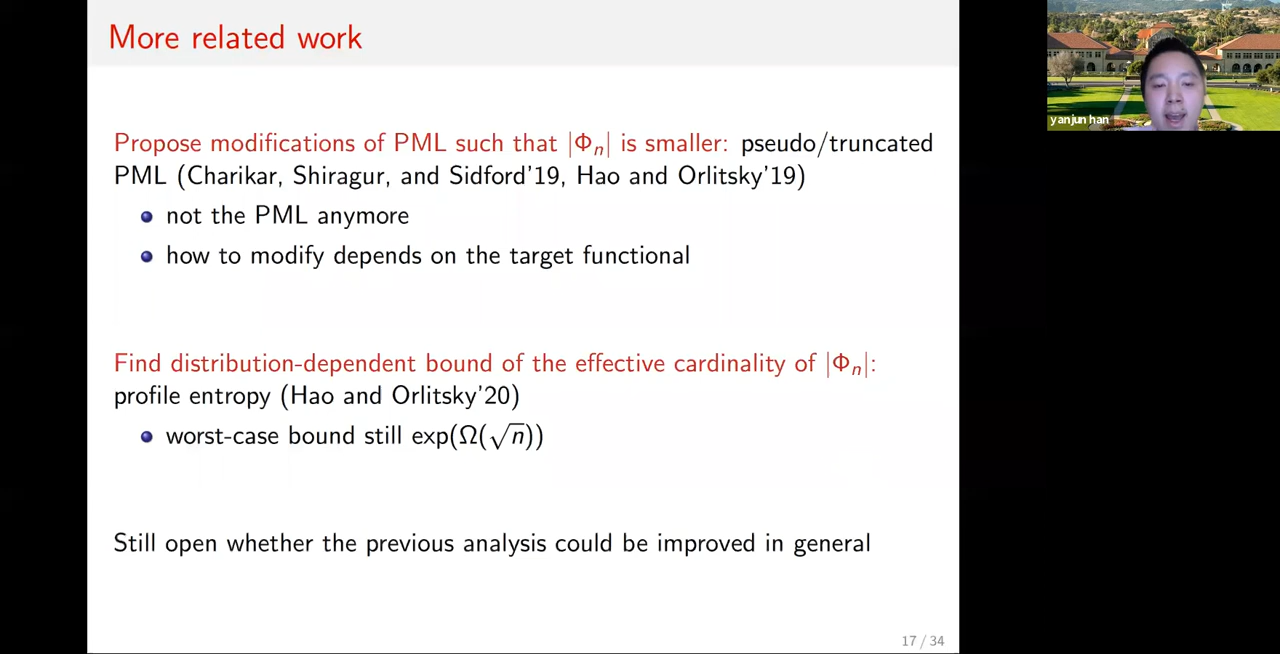 More related work
Propose modifications of PML such that |Φₙ| is smaller: pseudo/truncated
PML (Charikar, Shiragur, and Sidford'19, Hao and Orlitsky'19)
not the PML anymore
how to modify depends on the target functional
Find distribution-dependent bound of the effective cardinality of |Φₙ|:
profile entropy (Hao and Orlitsky'20)
worst-case bound still exp(Ω(√n))
Still open whether the previous analysis could be improved in general
17 / 34
yanjun han